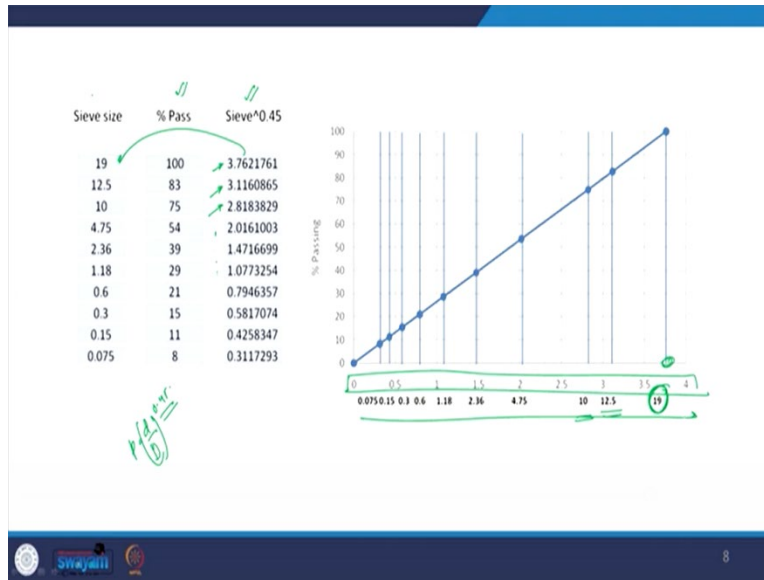 Sieve size % Pass Sieve^0.45
19 100 3.7621761
12.5 83 3.1160865
10 75 2.8183829
4.75 54 2.0161003
2.36 39 1.4716699
1.18 29 1.0773254
0.6 21 0.7946357
0.3 15 0.5817074
0.15 11 0.4258347
0.075 8 0.3117293
% Passing
100
90
80
70
60
50
40
30
20
10
0
0 0.5 1 1.5 2 2.5 3 3.5 4
0.075 0.15 0.3 0.6 1.18 2.36 4.75 10 12.5 19
swayam
8